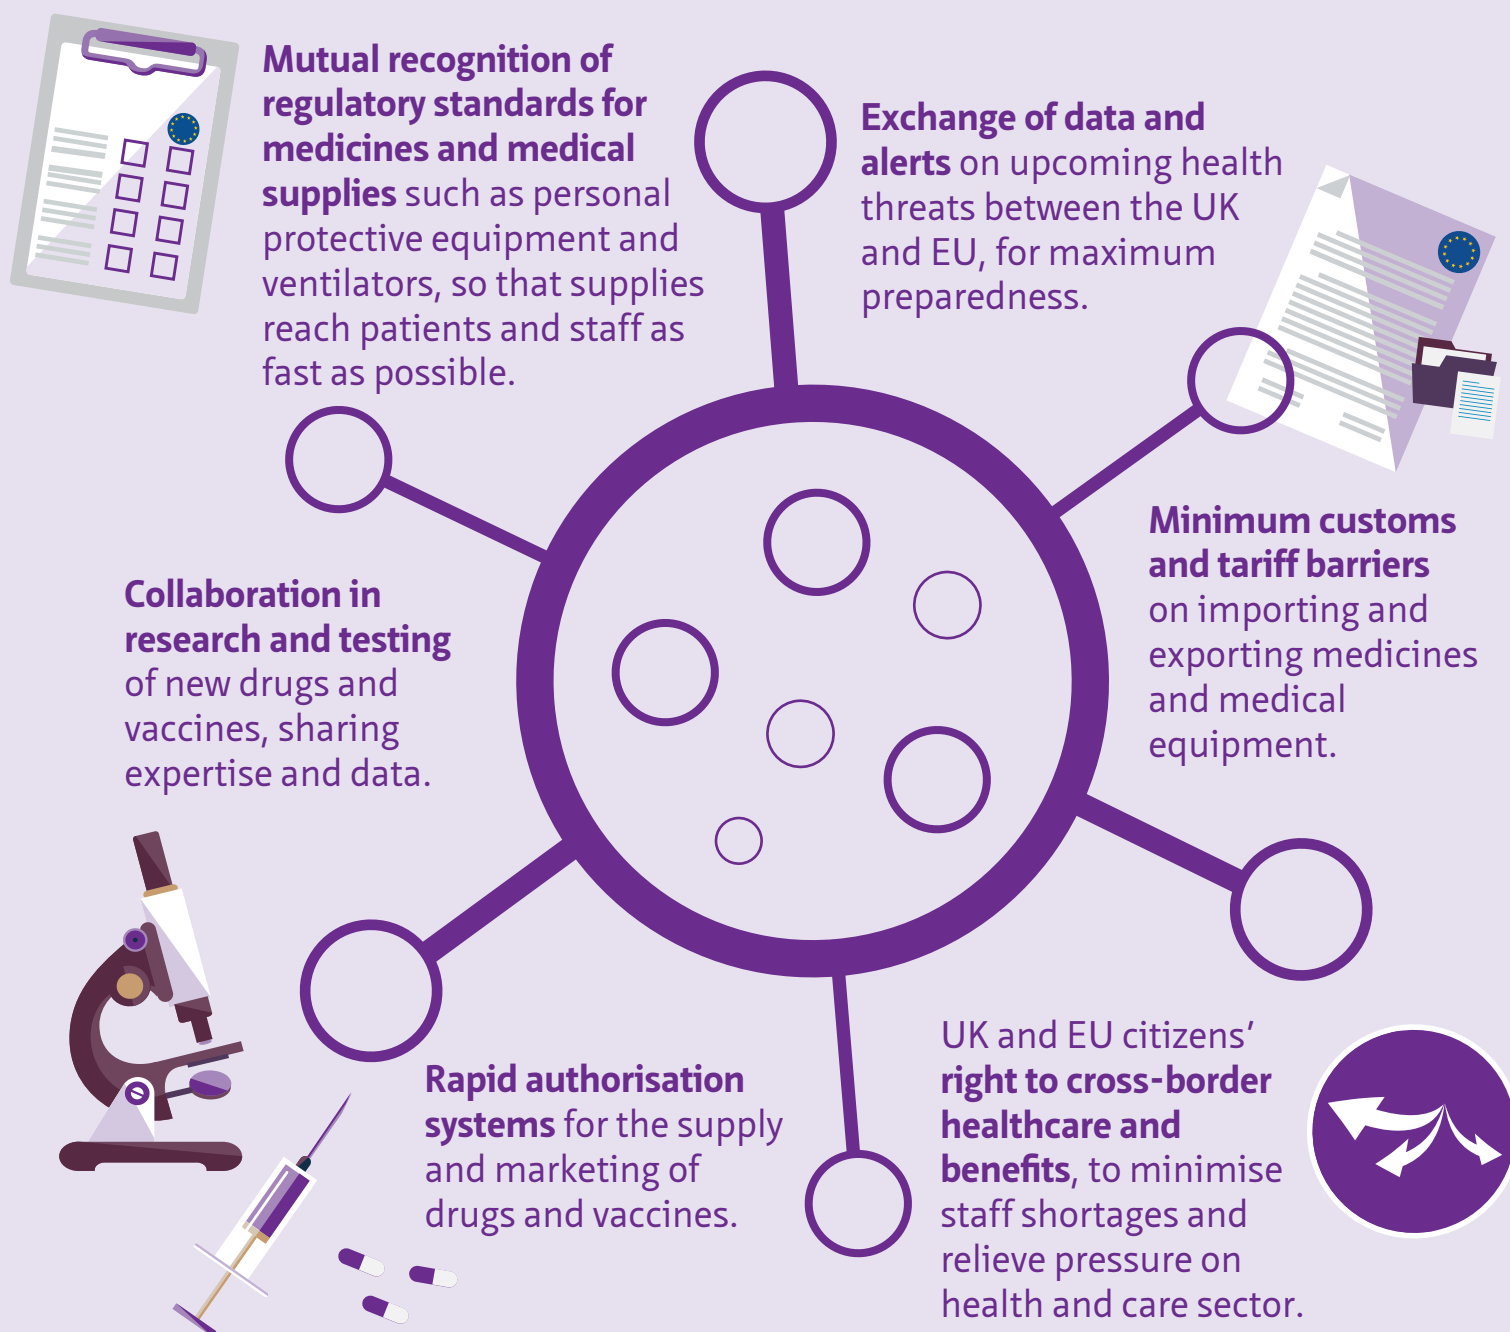 Mutual recognition of
regulatory standards for
medicines and medical
supplies such as personal
protective equipment and
ventilators, so that supplies
reach patients and staff as
fast as possible.
Exchange of data and
alerts on upcoming health
threats between the UK
and EU, for maximum
preparedness.
Minimum customs
and tariff barriers
on importing and
exporting medicines
and medical
equipment.
Collaboration in
research and testing
of new drugs and
vaccines, sharing
expertise and data.
Rapid authorisation
systems for the supply
and marketing of
drugs and vaccines.
UK and EU citizens’
right to cross-border
healthcare and
benefits, to minimise
staff shortages and
relieve pressure on
health and care sector.